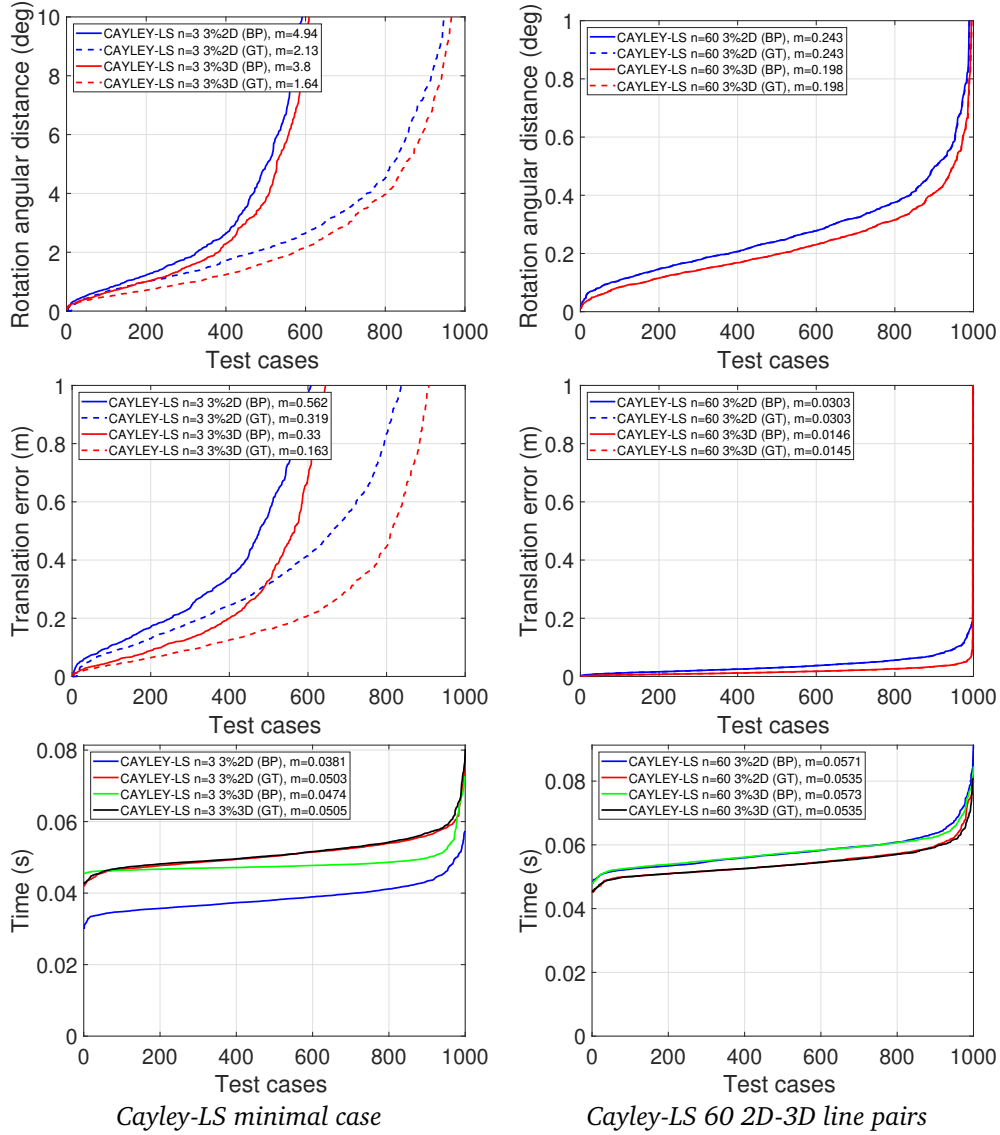 Rotation angular distance (deg)
10
8
6
4
2
0
CAYLEY-LS n=3 3%2D (BP), m=4.94
CAYLEY-LS n=3 3%2D (GT), m=2.13
CAYLEY-LS n=3 3%3D (BP), m=3.8
CAYLEY-LS n=3 3%3D (GT), m=1.64
0 200 400 600 800 1000
Test cases
Rotation angular distance (deg)
1
0.8
0.6
0.4
0.2
0
CAYLEY-LS n=60 3%2D (BP), m=0.243
CAYLEY-LS n=60 3%2D (GT), m=0.243
CAYLEY-LS n=60 3%3D (BP), m=0.198
CAYLEY-LS n=60 3%3D (GT), m=0.198
0 200 400 600 800 1000
Test cases
Translation error (m)
1
0.8
0.6
0.4
0.2
0
CAYLEY-LS n=3 3%2D (BP), m=0.562
CAYLEY-LS n=3 3%2D (GT), m=0.319
CAYLEY-LS n=3 3%3D (BP), m=0.33
CAYLEY-LS n=3 3%3D (GT), m=0.163
0 200 400 600 800 1000
Test cases
Translation error (m)
1
0.8
0.6
0.4
0.2
0
CAYLEY-LS n=60 3%2D (BP), m=0.0303
CAYLEY-LS n=60 3%2D (GT), m=0.0303
CAYLEY-LS n=60 3%3D (BP), m=0.0146
CAYLEY-LS n=60 3%3D (GT), m=0.0145
0 200 400 600 800 1000
Test cases
Time (s)
0.08
0.06
0.04
0.02
0
CAYLEY-LS n=3 3%2D (BP), m=0.0381
CAYLEY-LS n=3 3%2D (GT), m=0.0503
CAYLEY-LS n=3 3%3D (BP), m=0.0474
CAYLEY-LS n=3 3%3D (GT), m=0.0505
0 200 400 600 800 1000
Test cases
Cayley-LS minimal case
Time (s)
0.08
0.06
0.04
0.02
0
CAYLEY-LS n=60 3%2D (BP), m=0.0571
CAYLEY-LS n=60 3%2D (GT), m=0.0535
CAYLEY-LS n=60 3%3D (BP), m=0.0573
CAYLEY-LS n=60 3%3D (GT), m=0.0535
0 200 400 600 800 1000
Test cases
Cayley-LS 60 2D-3D line pairs